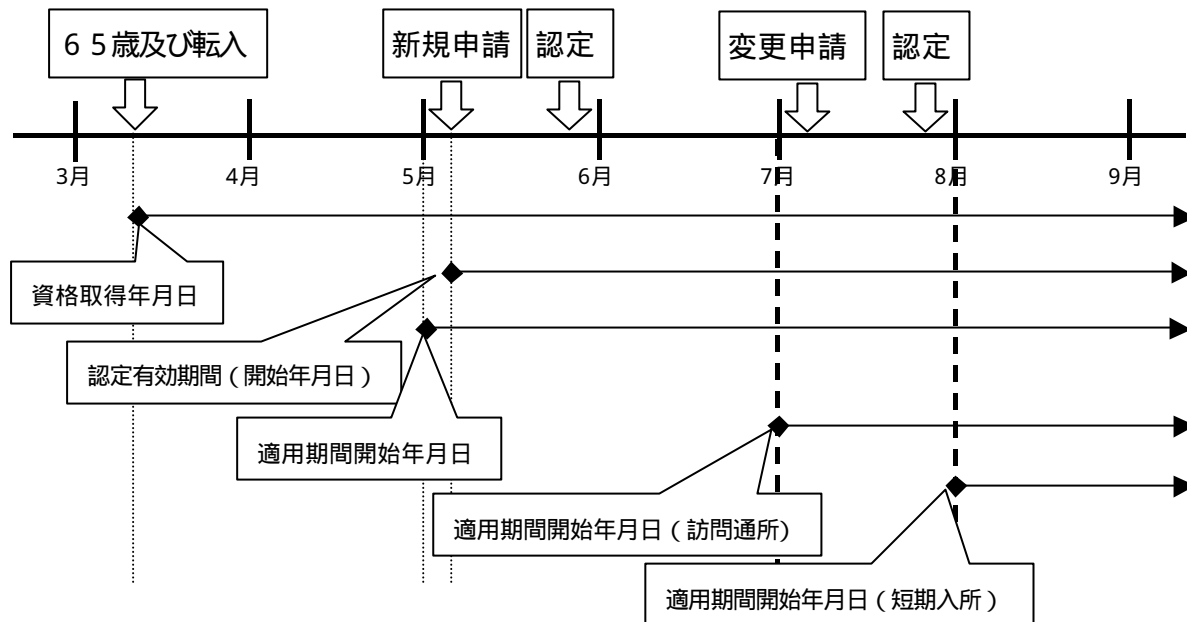 ６５歳及び転入
新規申請
認定
変更申請
認定
3月
4月
5月
6月
7月
8月
9月
資格取得年月日
認定有効期間（開始年月日）
適用期間開始年月日
適用期間開始年月日（訪問通所）
適用期間開始年月日（短期入所）